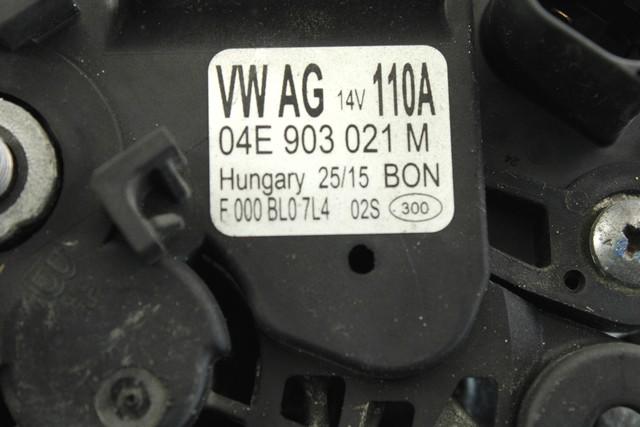 VW AG 14V 110A
04E 903 021 M
Hungary 25/15 BON
F 000 BL0 7L4 02S 300